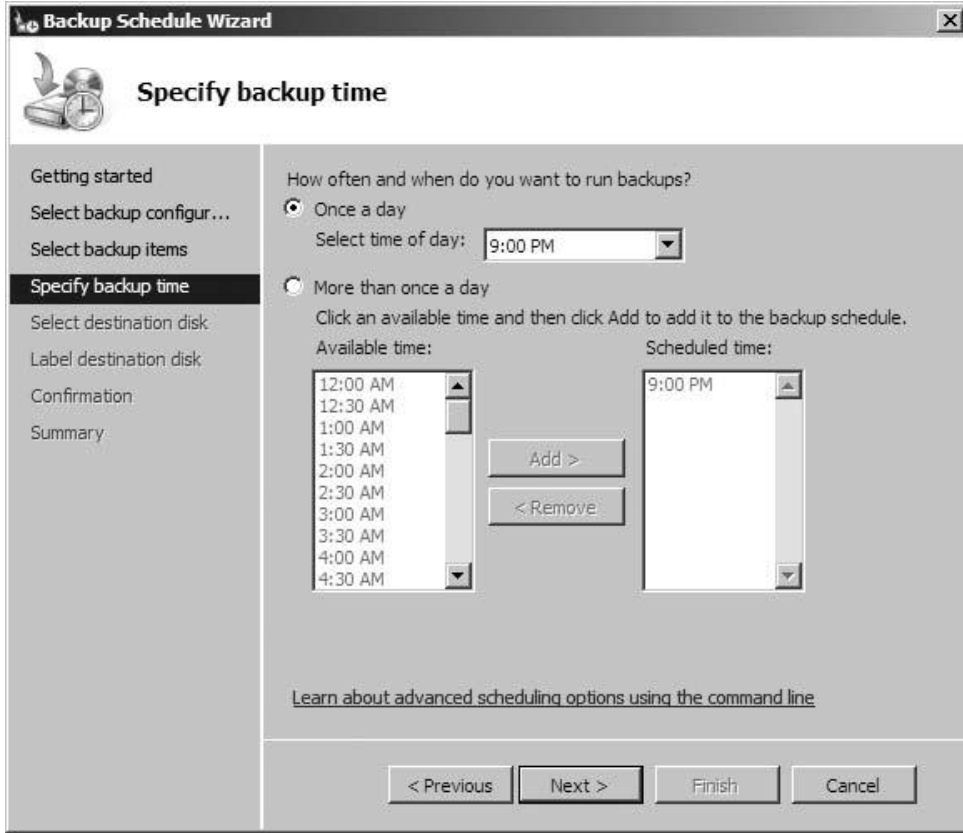 Backup Schedule Wizard
Specify backup time
Getting started
Select backup configur...
Select backup items
Specify backup time
Select destination disk
Label destination disk
Confirmation
Summary
How often and when do you want to run backups?
Once a day
Select time of day: 9:00 PM
More than once a day
Click an available time and then click Add to add it to the backup schedule.
Available time:
12:00 AM
12:30 AM
1:00 AM
1:30 AM
2:00 AM
2:30 AM
3:00 AM
3:30 AM
4:00 AM
4:30 AM
Add >
< Remove
Scheduled time:
9:00 PM
Learn about advanced scheduling options using the command line
< Previous Next > Finish Cancel